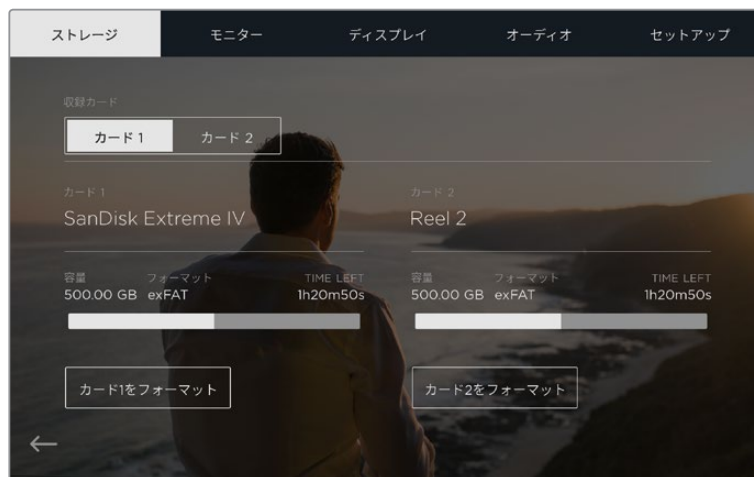 ストレージ モニター ディスプレイ オーディオ セットアップ
収録カード
カード 1 カード 2
カード 1 カード 2
SanDisk Extreme IV Reel 2
容量 フォーマット TIME LEFT 容量 フォーマット TIME LEFT
500.00 GB exFAT 1h20m50s 500.00 GB exFAT 1h20m50s
カード1をフォーマット カード2をフォーマット